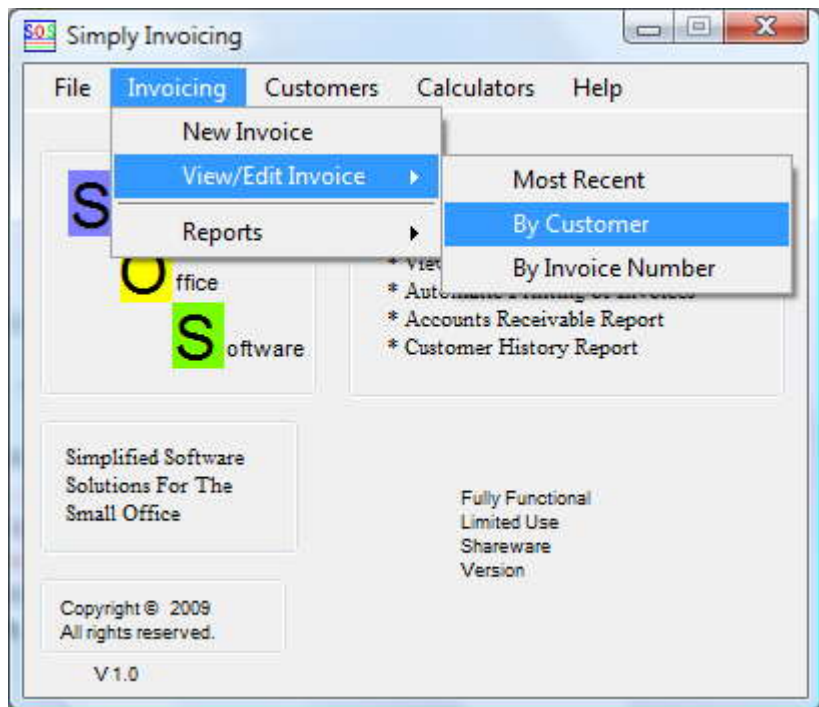 SOS Simply Invoicing
File Invoicing Customers Calculators Help
New Invoice
View/Edit Invoice
Reports
Most Recent
By Customer
By Invoice Number
S
O ffice
S oftware
* Accounts Receivable Report
* Customer History Report
Simplified Software
Solutions For The
Small Office
Fully Functional
Limited Use
Shareware
Version
Copyright © 2009
All rights reserved.
V 1.0